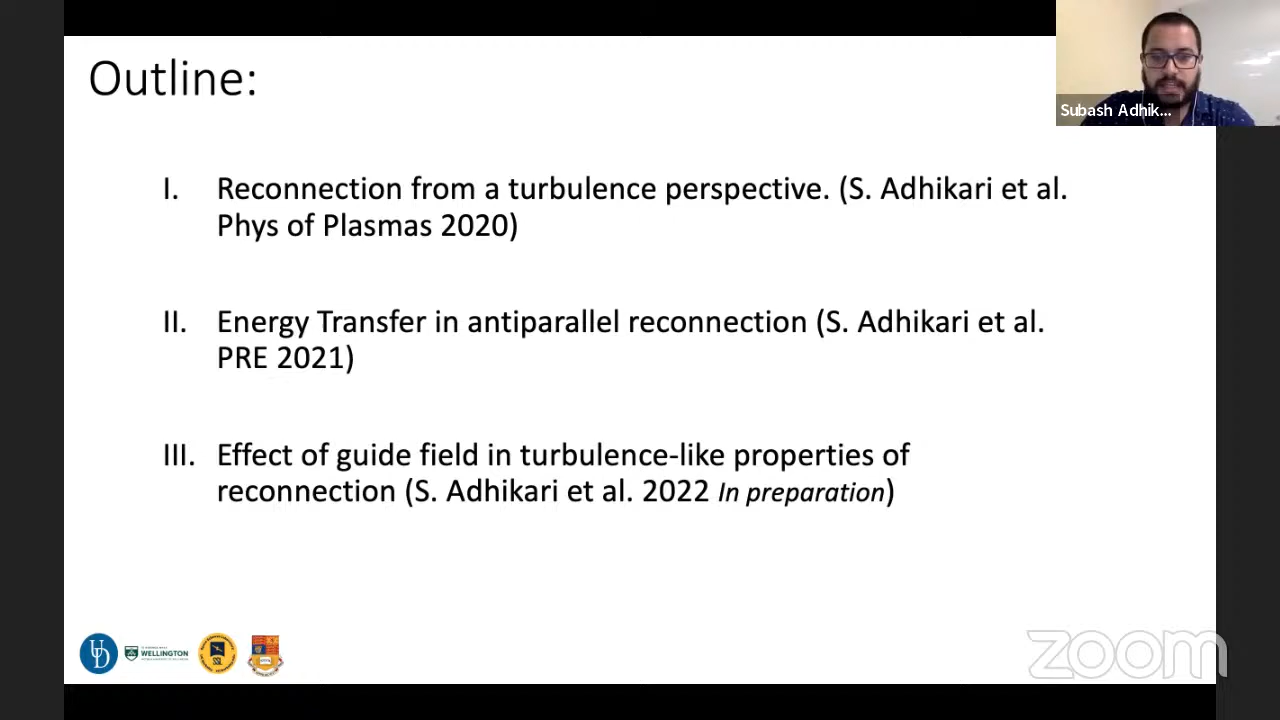 Outline:
Subash Adhik...
I. Reconnection from a turbulence perspective. (S. Adhikari et al.
Phys of Plasmas 2020)
II. Energy Transfer in antiparallel reconnection (S. Adhikari et al.
PRE 2021)
III. Effect of guide field in turbulence-like properties of
reconnection (S. Adhikari et al. 2022 In preparation)
UD
WELLINGTON
SSL
zoom